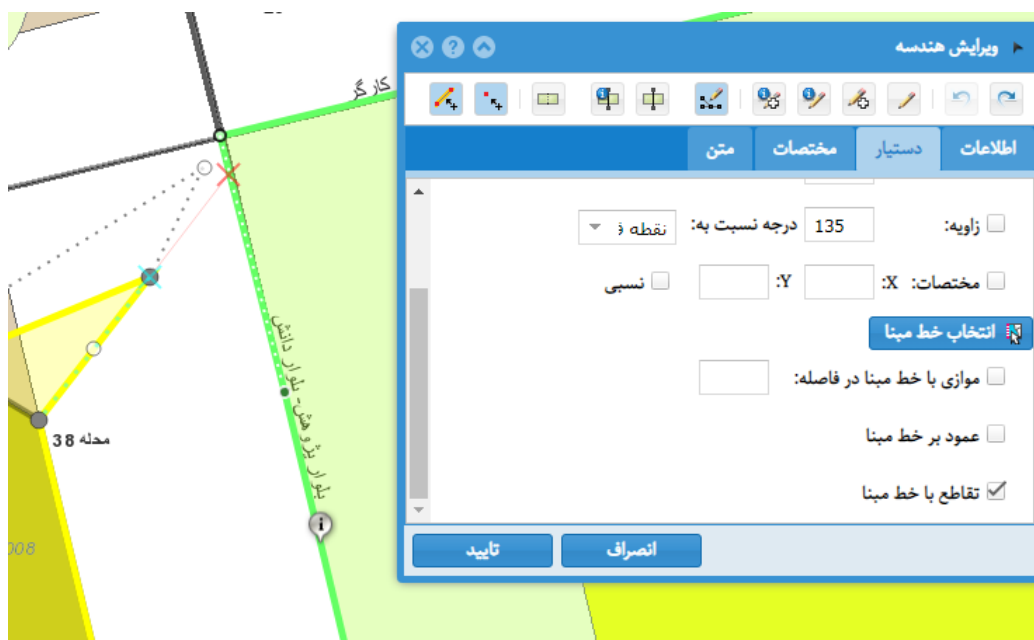 ویرایش هندسه
اطلاعات
دستیار
مختصات
متن
زاویه:
135
درجه نسبت به:
نقطه ف
مختصات:
X:
Y:
نسبی
انتخاب خط مبنا
موازی با خط مبنا در فاصله:
عمود بر خط مبنا
تقاطع با خط مبنا
انصراف
تایید
کارگر
بلوار پژوهش- بلوار دانش
محله 38
008